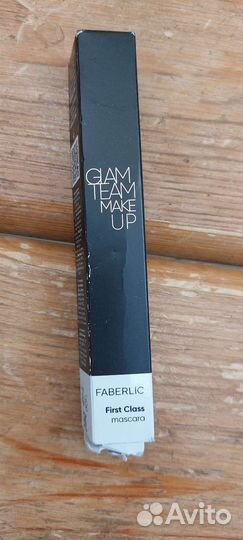 GLAM
TEAM
MAKE
UP
FABERLIC
First Class
mascara
Avito